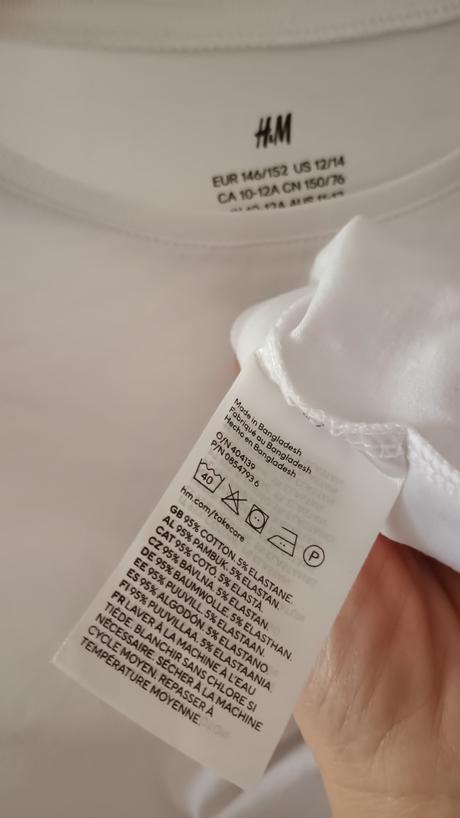 H&M
EUR 146/152 US 12/14
CA 10-12A CN 150/76
Made in Bangladesh
Fabriqué au Bangladesh
Hecho en Bangladesh
O/N 404139
P/N 0854793.6
40
P
hm.com/takecare
GB 95% COTTON. 5% ELASTANE.
AL 95% PAMBUK. 5% ELASTAN.
CAT 95% COTÓ. 5% ELASTÀ.
CZ 95% BAVLNA. 5% ELASTAN.
DE 95% BAUMWOLLE. 5% ELASTHAN.
EE 95% PUUVILL. 5% ELASTAAN.
ES 95% ALGODÓN. 5% ELASTANO.
FI 95% PUUVILLAA. 5% ELASTAANIA.
FR LAVER À LA MACHINE À L'EAU
TIÈDE. BLANCHIR SANS CHLORE SI
NÉCESSAIRE. SÉCHER À LA MACHINE
CYCLE MOYEN. REPASSER À
TEMPÉRATURE MOYENNE.